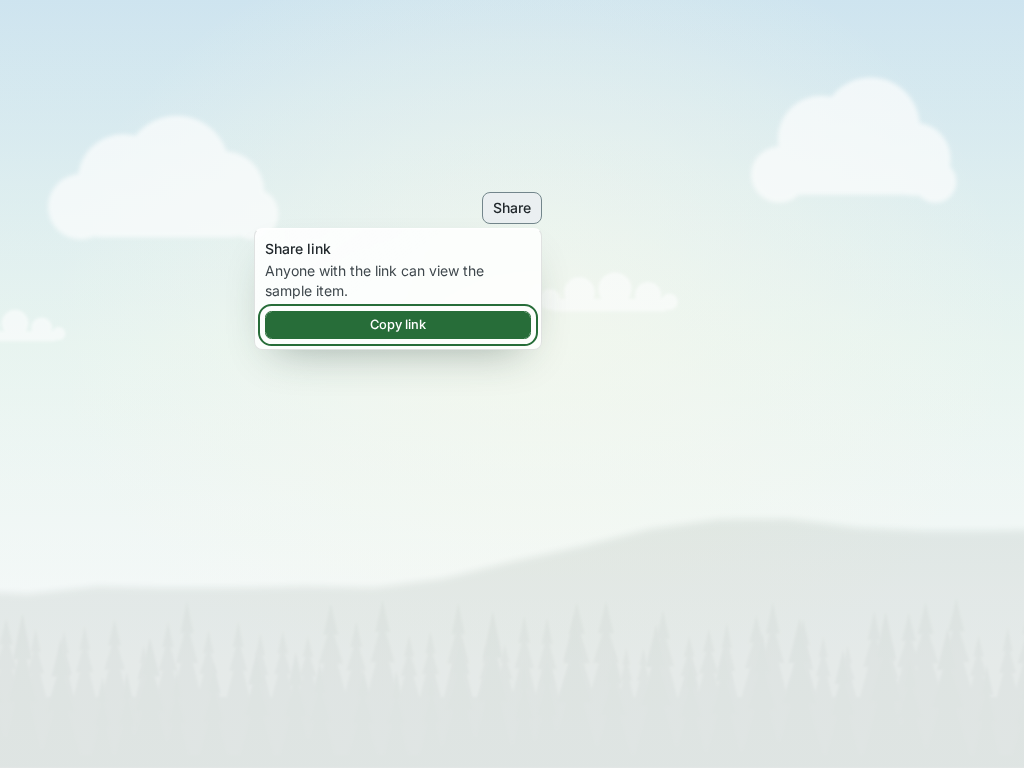 Share
Share link
Anyone with the link can view the
sample item.
Copy link